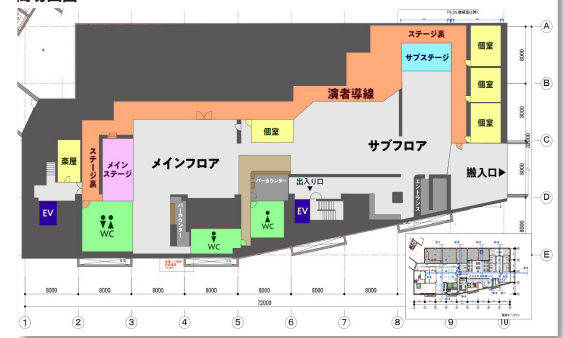 ステージ裏
サブステージ
個室
個室
個室
演者導線
個室
メインフロア
サブフロア
楽屋
ステージ裏
メイン
ステージ
搬入口▶
バーカウンター
出入り口
エントランス
EV
WC
バーカウンター
WC
WC
EV
8000
8000
8000
8000
8000
8000
8000
72000
8000
8000
8000
8000
A
B
C
D
E
1
2
3
4
5
6
7
8
9
10